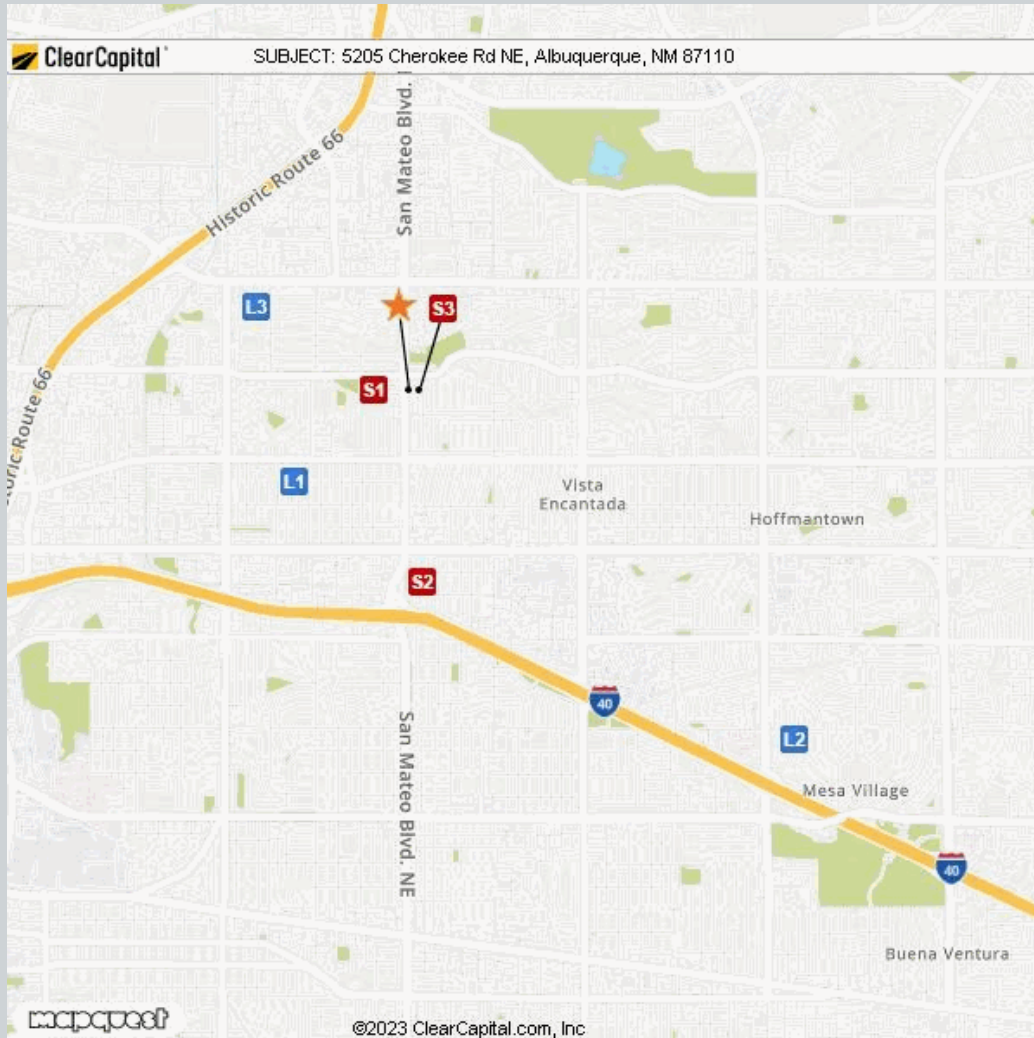 ClearCapital
SUBJECT: 5205 Cherokee Rd NE, Albuquerque, NM 87110
Historic Route 66
San Mateo Blvd.
L3
S3
S1
Route 66
L1
Vista
Encantada
Hoffmantown
S2
40
L2
San Mateo Blvd. NE
Mesa Village
40
Buena Ventura
mapquest
©2023 ClearCapital.com, Inc